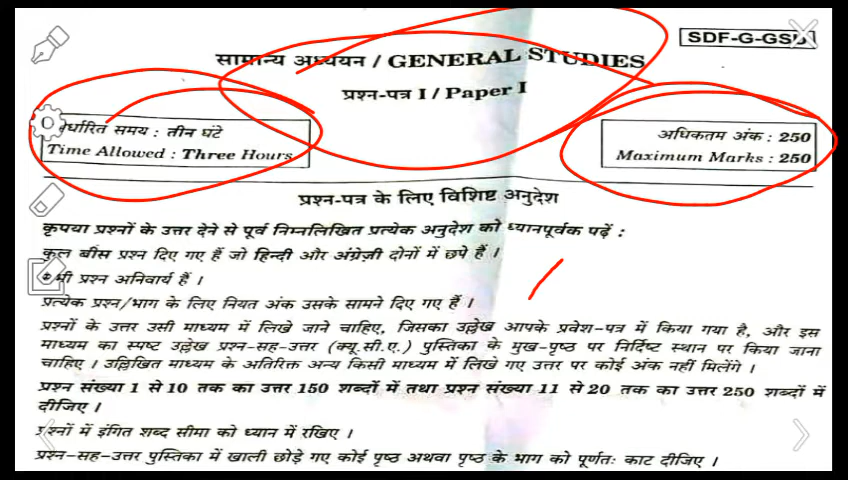 SDF-G-GSU
सामान्य अध्ययन / GENERAL STUDIES
प्रश्न-पत्र I / Paper I
निर्धारित समय : तीन घंटे
Time Allowed : Three Hours
अधिकतम अंक : 250
Maximum Marks : 250
प्रश्न-पत्र के लिए विशिष्ट अनुदेश
कृपया प्रश्नों के उत्तर देने से पूर्व निम्नलिखित प्रत्येक अनुदेश को ध्यानपूर्वक पढ़ें :
कुल बीस प्रश्न दिए गए हैं जो हिन्दी और अंग्रेज़ी दोनों में छपे हैं ।
सभी प्रश्न अनिवार्य हैं ।
प्रत्येक प्रश्न/भाग के लिए नियत अंक उसके सामने दिए गए हैं ।
प्रश्नों के उत्तर उसी माध्यम में लिखे जाने चाहिए, जिसका उल्लेख आपके प्रवेश-पत्र में किया गया है, और इस
माध्यम का स्पष्ट उल्लेख प्रश्न-सह-उत्तर (क्यू.सी.ए.) पुस्तिका के मुख-पृष्ठ पर निर्दिष्ट स्थान पर किया जाना
चाहिए । उल्लिखित माध्यम के अतिरिक्त अन्य किसी माध्यम में लिखे गए उत्तर पर कोई अंक नहीं मिलेंगे ।
प्रश्न संख्या 1 से 10 तक का उत्तर 150 शब्दों में तथा प्रश्न संख्या 11 से 20 तक का उत्तर 250 शब्दों में
दीजिए ।
प्रश्नों में इंगित शब्द सीमा को ध्यान में रखिए ।
प्रश्न-सह-उत्तर पुस्तिका में खाली छोड़े गए कोई पृष्ठ अथवा पृष्ठ के भाग को पूर्णतः काट दीजिए ।